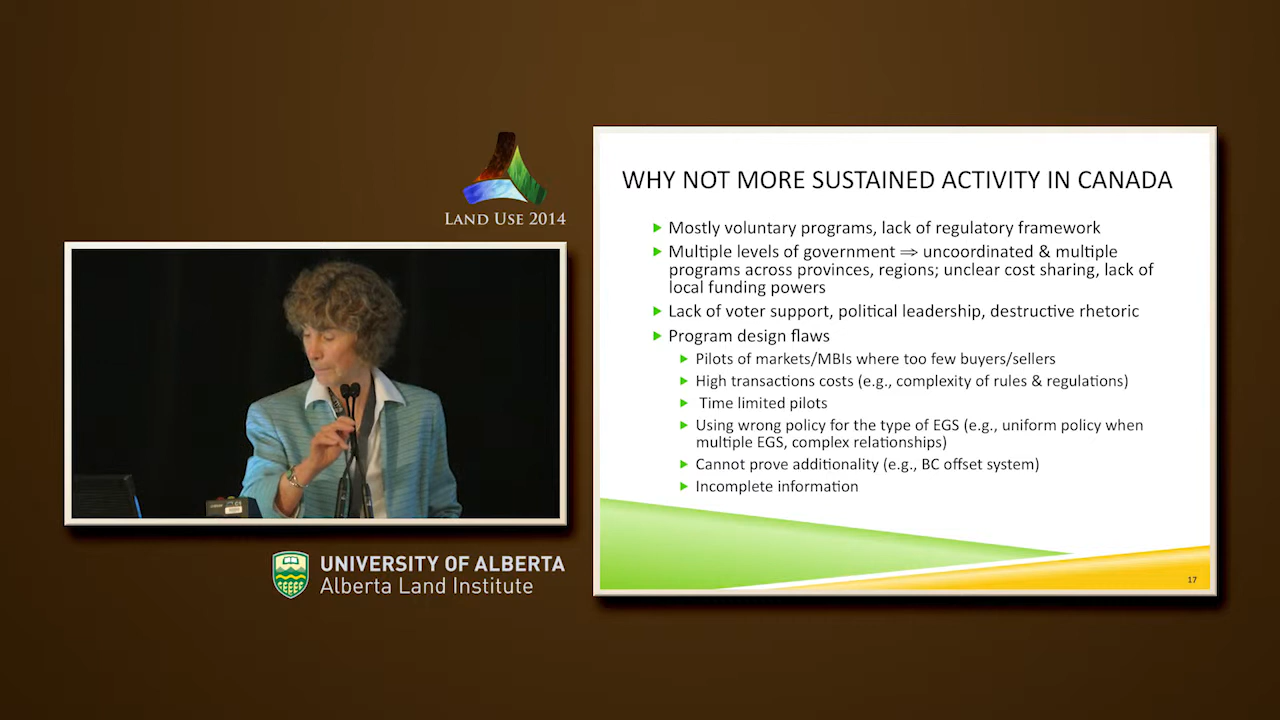 LAND USE 2014
UNIVERSITY OF ALBERTA
Alberta Land Institute
WHY NOT MORE SUSTAINED ACTIVITY IN CANADA
Mostly voluntary programs, lack of regulatory framework
Multiple levels of government ⇒ uncoordinated & multiple
programs across provinces, regions; unclear cost sharing, lack of
local funding powers
Lack of voter support, political leadership, destructive rhetoric
Program design flaws
Pilots of markets/MBIs where too few buyers/sellers
High transactions costs (e.g., complexity of rules & regulations)
Time limited pilots
Using wrong policy for the type of EGS (e.g., uniform policy when
multiple EGS, complex relationships)
Cannot prove additionality (e.g., BC offset system)
Incomplete information
17